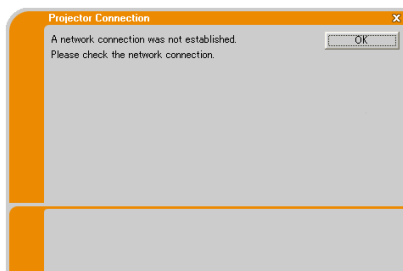 Projector Connection
x
A network connection was not established.
OK
Please check the network connection.